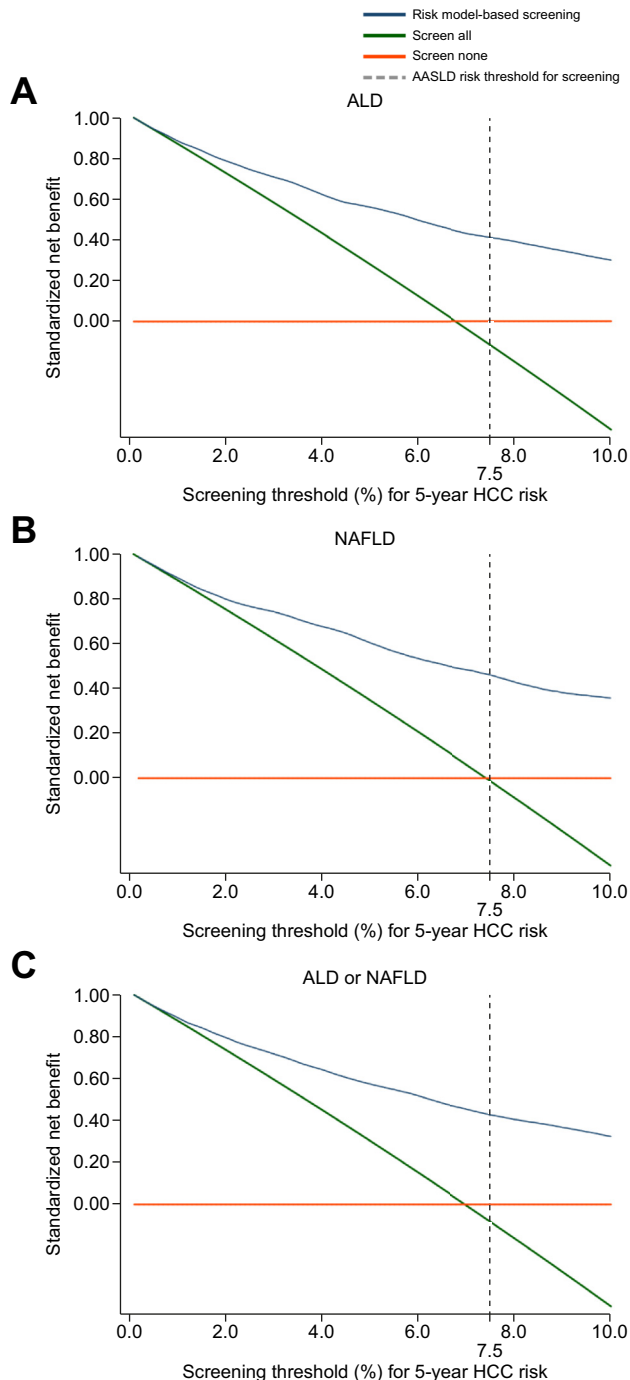 Risk model-based screening
Screen all
Screen none
AASLD risk threshold for screening
A
ALD
Standardized net benefit
1.00
0.80
0.60
0.40
0.20
0.00
0.0 2.0 4.0 6.0 8.0 10.0
7.5
Screening threshold (%) for 5-year HCC risk
B
NAFLD
Standardized net benefit
1.00
0.80
0.60
0.40
0.20
0.00
0.0 2.0 4.0 6.0 8.0 10.0
7.5
Screening threshold (%) for 5-year HCC risk
C
ALD or NAFLD
Standardized net benefit
1.00
0.80
0.60
0.40
0.20
0.00
0.0 2.0 4.0 6.0 8.0 10.0
7.5
Screening threshold (%) for 5-year HCC risk